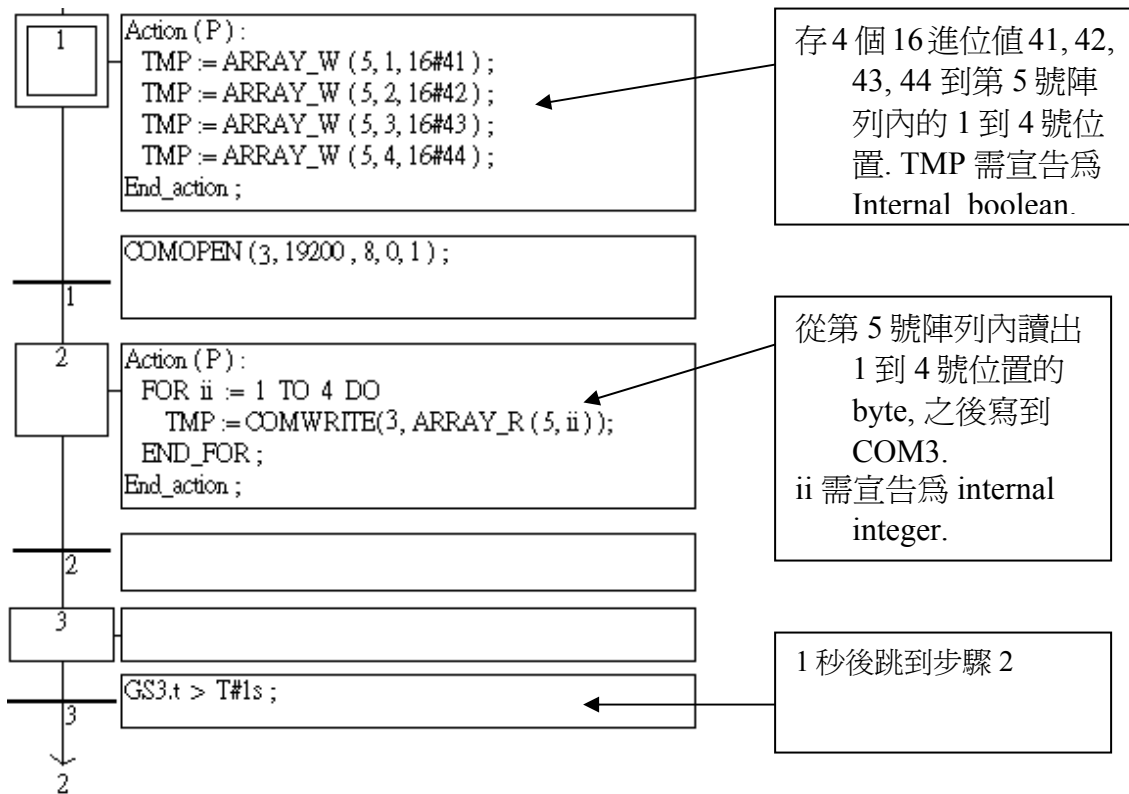 1
Action (P) :
TMP := ARRAY_W (5, 1, 16#41) ;
TMP := ARRAY_W (5, 2, 16#42) ;
TMP := ARRAY_W (5, 3, 16#43) ;
TMP := ARRAY_W (5, 4, 16#44) ;
End_action ;
存 4 個 16 進位值 41, 42,
43, 44 到第 5 號陣
列內的 1 到 4 號位
置. TMP 需宣告為
Internal boolean.
COMOPEN (3, 19200 , 8, 0, 1) ;
1
2
Action (P) :
FOR ii := 1 TO 4 DO
TMP := COMWRITE(3, ARRAY_R (5, ii));
END_FOR ;
End_action ;
從第 5 號陣列內讀出
1 到 4 號位置的
byte, 之後寫到
COM3.
ii 需宣告為 internal
integer.
2
3
GS3.t > T#1s ;
1 秒後跳到步驟 2
3
2